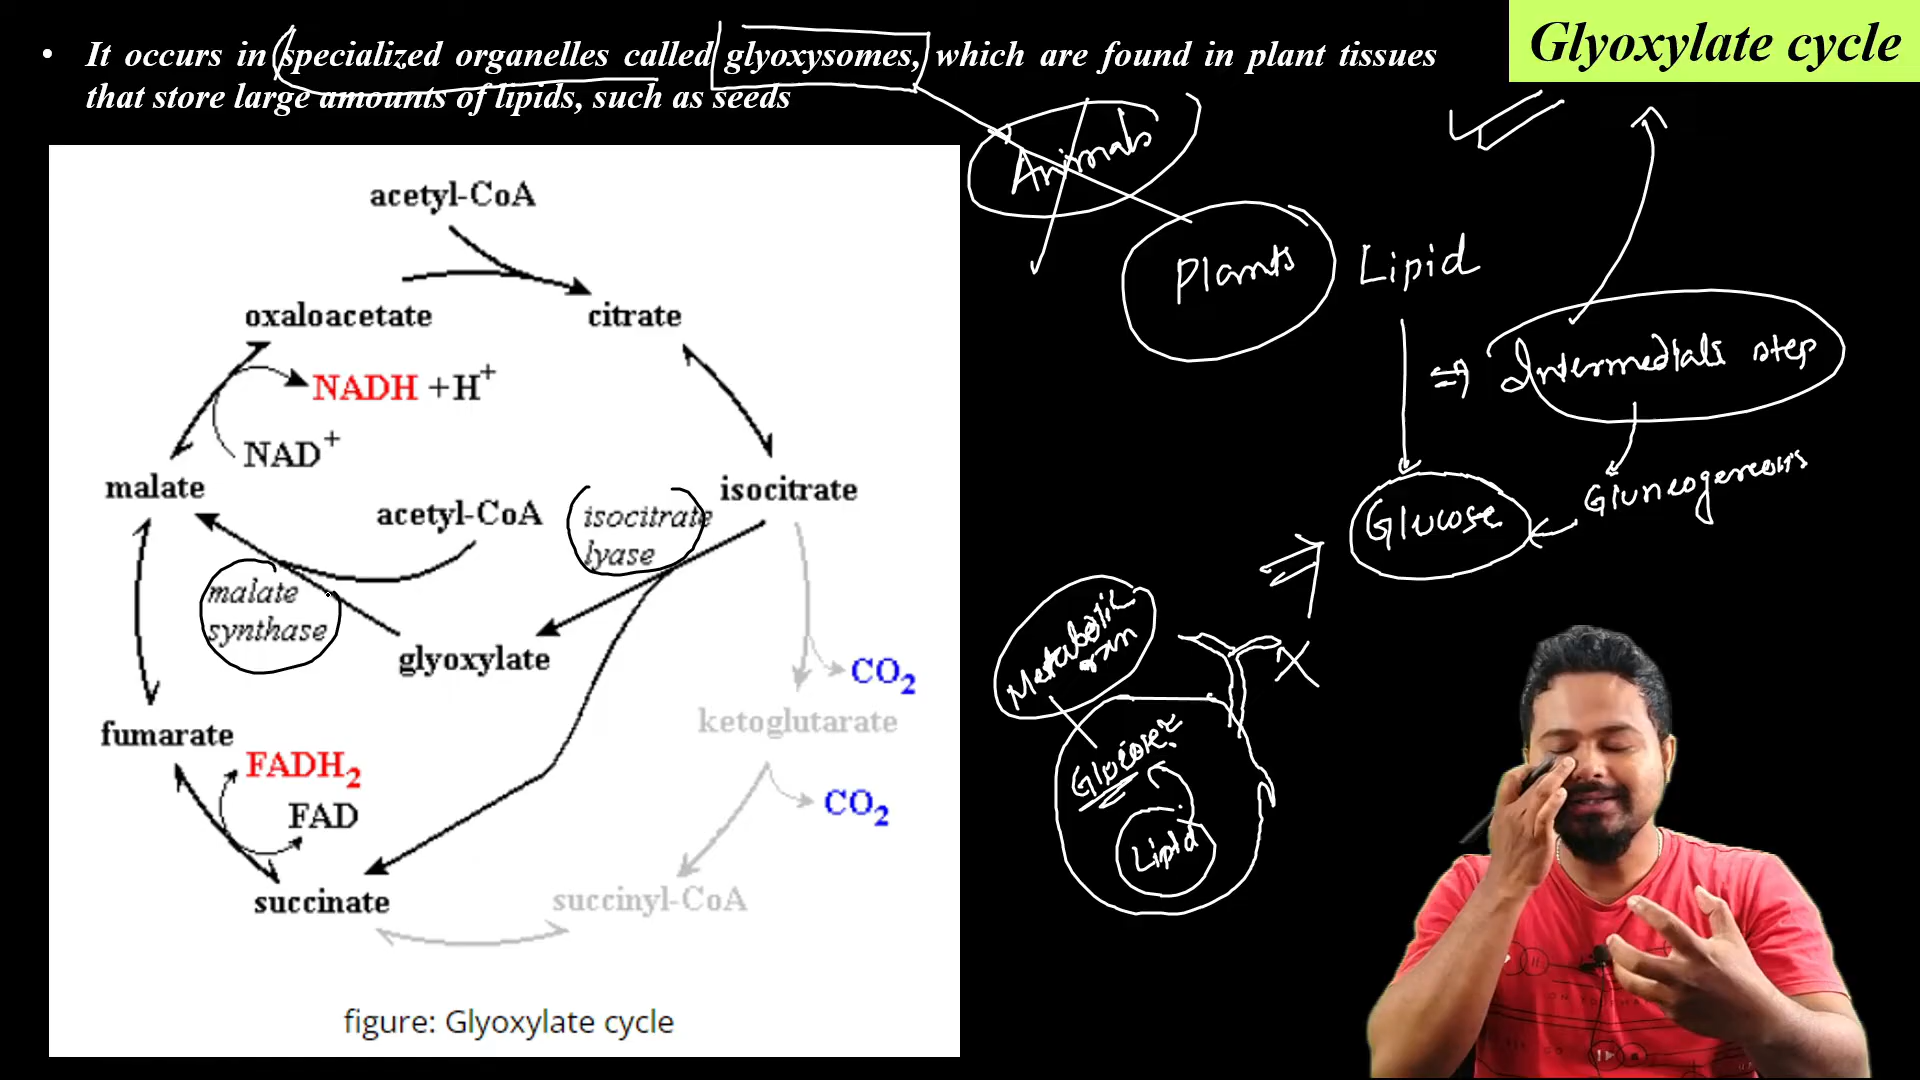 Glyoxylate cycle
• It occurs in specialized organelles called glyoxysomes, which are found in plant tissues
that store large amounts of lipids, such as seeds
Animals
Plants
Lipid
Intermediats step
Gluneogenesis
Glucose
Metabolic
Glucose
Lipid
acetyl-CoA
oxaloacetate
citrate
NADH + H⁺
NAD⁺
malate
acetyl-CoA
isocitrate
lyase
isocitrate
malate
synthase
glyoxylate
CO₂
ketoglutarate
fumarate
FADH₂
FAD
CO₂
succinate
succinyl-CoA
figure: Glyoxylate cycle